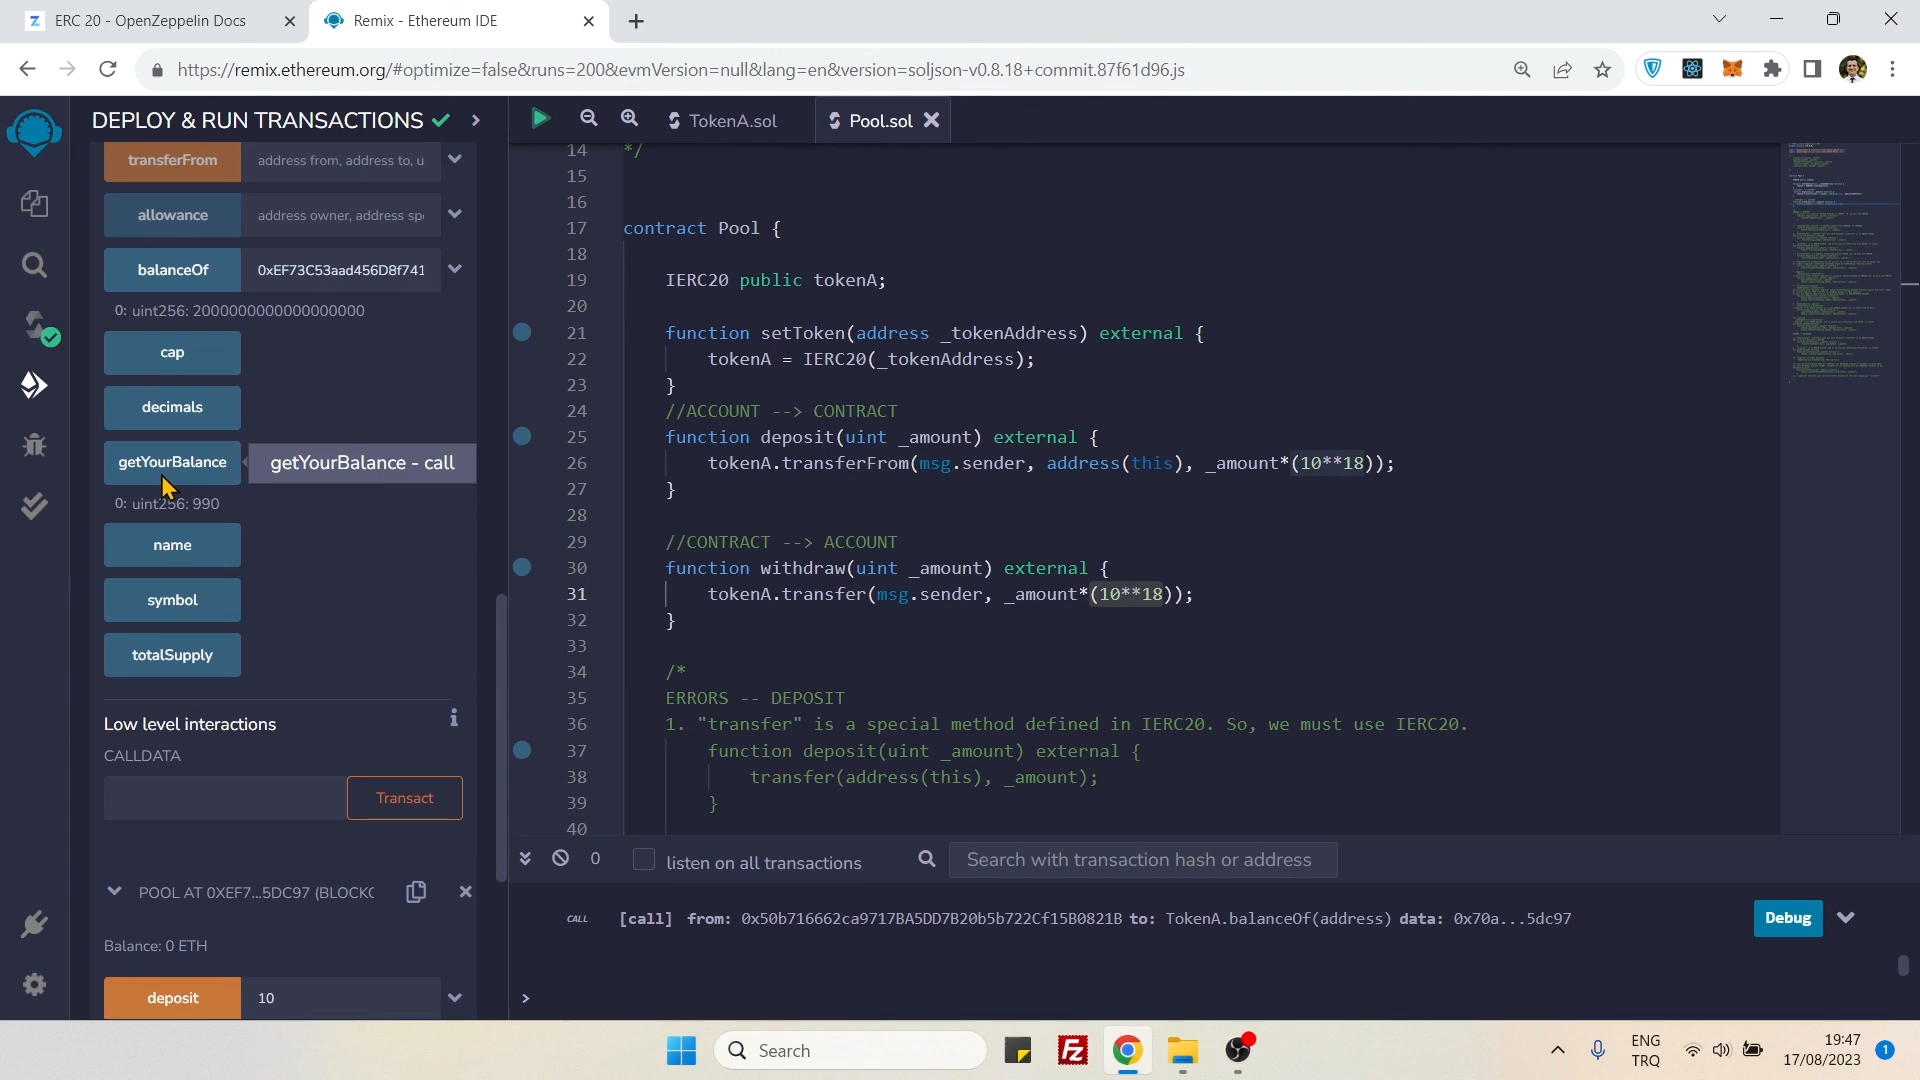 ERC 20 - OpenZeppelin Docs
Remix - Ethereum IDE
https://remix.ethereum.org/#optimize=false&runs=200&evmVersion=null&lang=en&version=soljson-v0.8.18+commit.87f61d96.js
DEPLOY & RUN TRANSACTIONS
transferFrom address from, address to, u
allowance address owner, address spe
balanceOf 0xEF73C53aad456D8f741
0: uint256: 2000000000000000000
cap
decimals
getYourBalance
getYourBalance - call
0: uint256: 990
name
symbol
totalSupply
Low level interactions
CALLDATA
Transact
POOL AT 0XEF7...5DC97 (BLOCKC
Balance: 0 ETH
deposit 10
TokenA.sol
Pool.sol
14 */
15
16
17 contract Pool {
18
19 IERC20 public tokenA;
20
21 function setToken(address _tokenAddress) external {
22 tokenA = IERC20(_tokenAddress);
23 }
24 //ACCOUNT --> CONTRACT
25 function deposit(uint _amount) external {
26 tokenA.transferFrom(msg.sender, address(this), _amount*(10**18));
27 }
28
29 //CONTRACT --> ACCOUNT
30 function withdraw(uint _amount) external {
31 tokenA.transfer(msg.sender, _amount*(10**18));
32 }
33
34 /*
35 ERRORS -- DEPOSIT
36 1. "transfer" is a special method defined in IERC20. So, we must use IERC20.
37 function deposit(uint _amount) external {
38 transfer(address(this), _amount);
39 }
40
0
listen on all transactions
Search with transaction hash or address
CALL [call] from: 0x50b716662ca9717BA5DD7B20b5b722Cf15B0821B to: TokenA.balanceOf(address) data: 0x70a...5dc97
Debug
>
Search
ENG
TRQ
19:47
17/08/2023
1